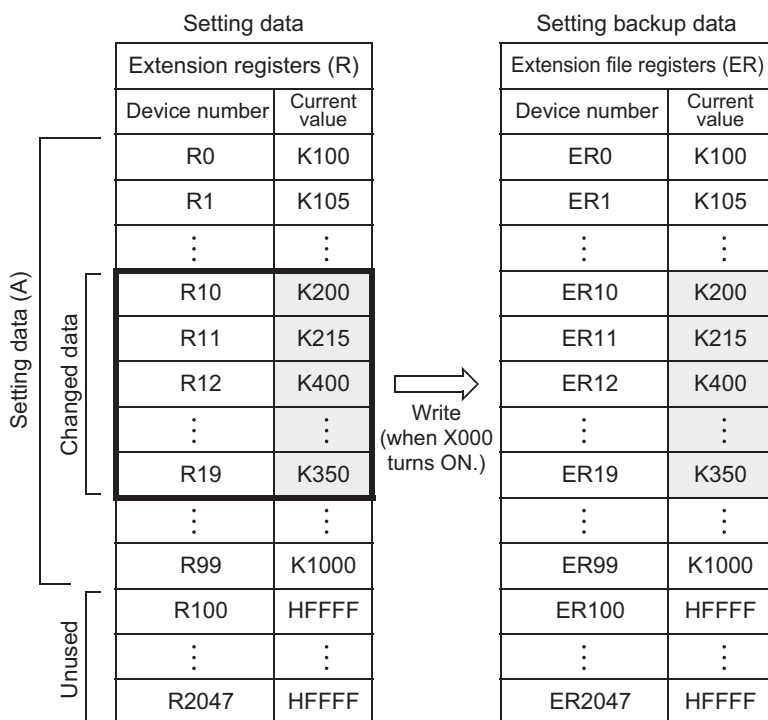 Setting data
Setting backup data
Extension registers (R)
Extension file registers (ER)
Device number
Current
value
Device number
Current
value
R0 K100
ER0 K100
R1 K105
ER1 K105
⋮ ⋮
⋮ ⋮
R10 K200
ER10 K200
R11 K215
ER11 K215
R12 K400
ER12 K400
⋮ ⋮
⋮ ⋮
R19 K350
ER19 K350
⋮ ⋮
⋮ ⋮
R99 K1000
ER99 K1000
R100 HFFFF
ER100 HFFFF
⋮ ⋮
⋮ ⋮
R2047 HFFFF
ER2047 HFFFF
Setting data (A)
Changed data
Unused
Write
(when X000
turns ON.)